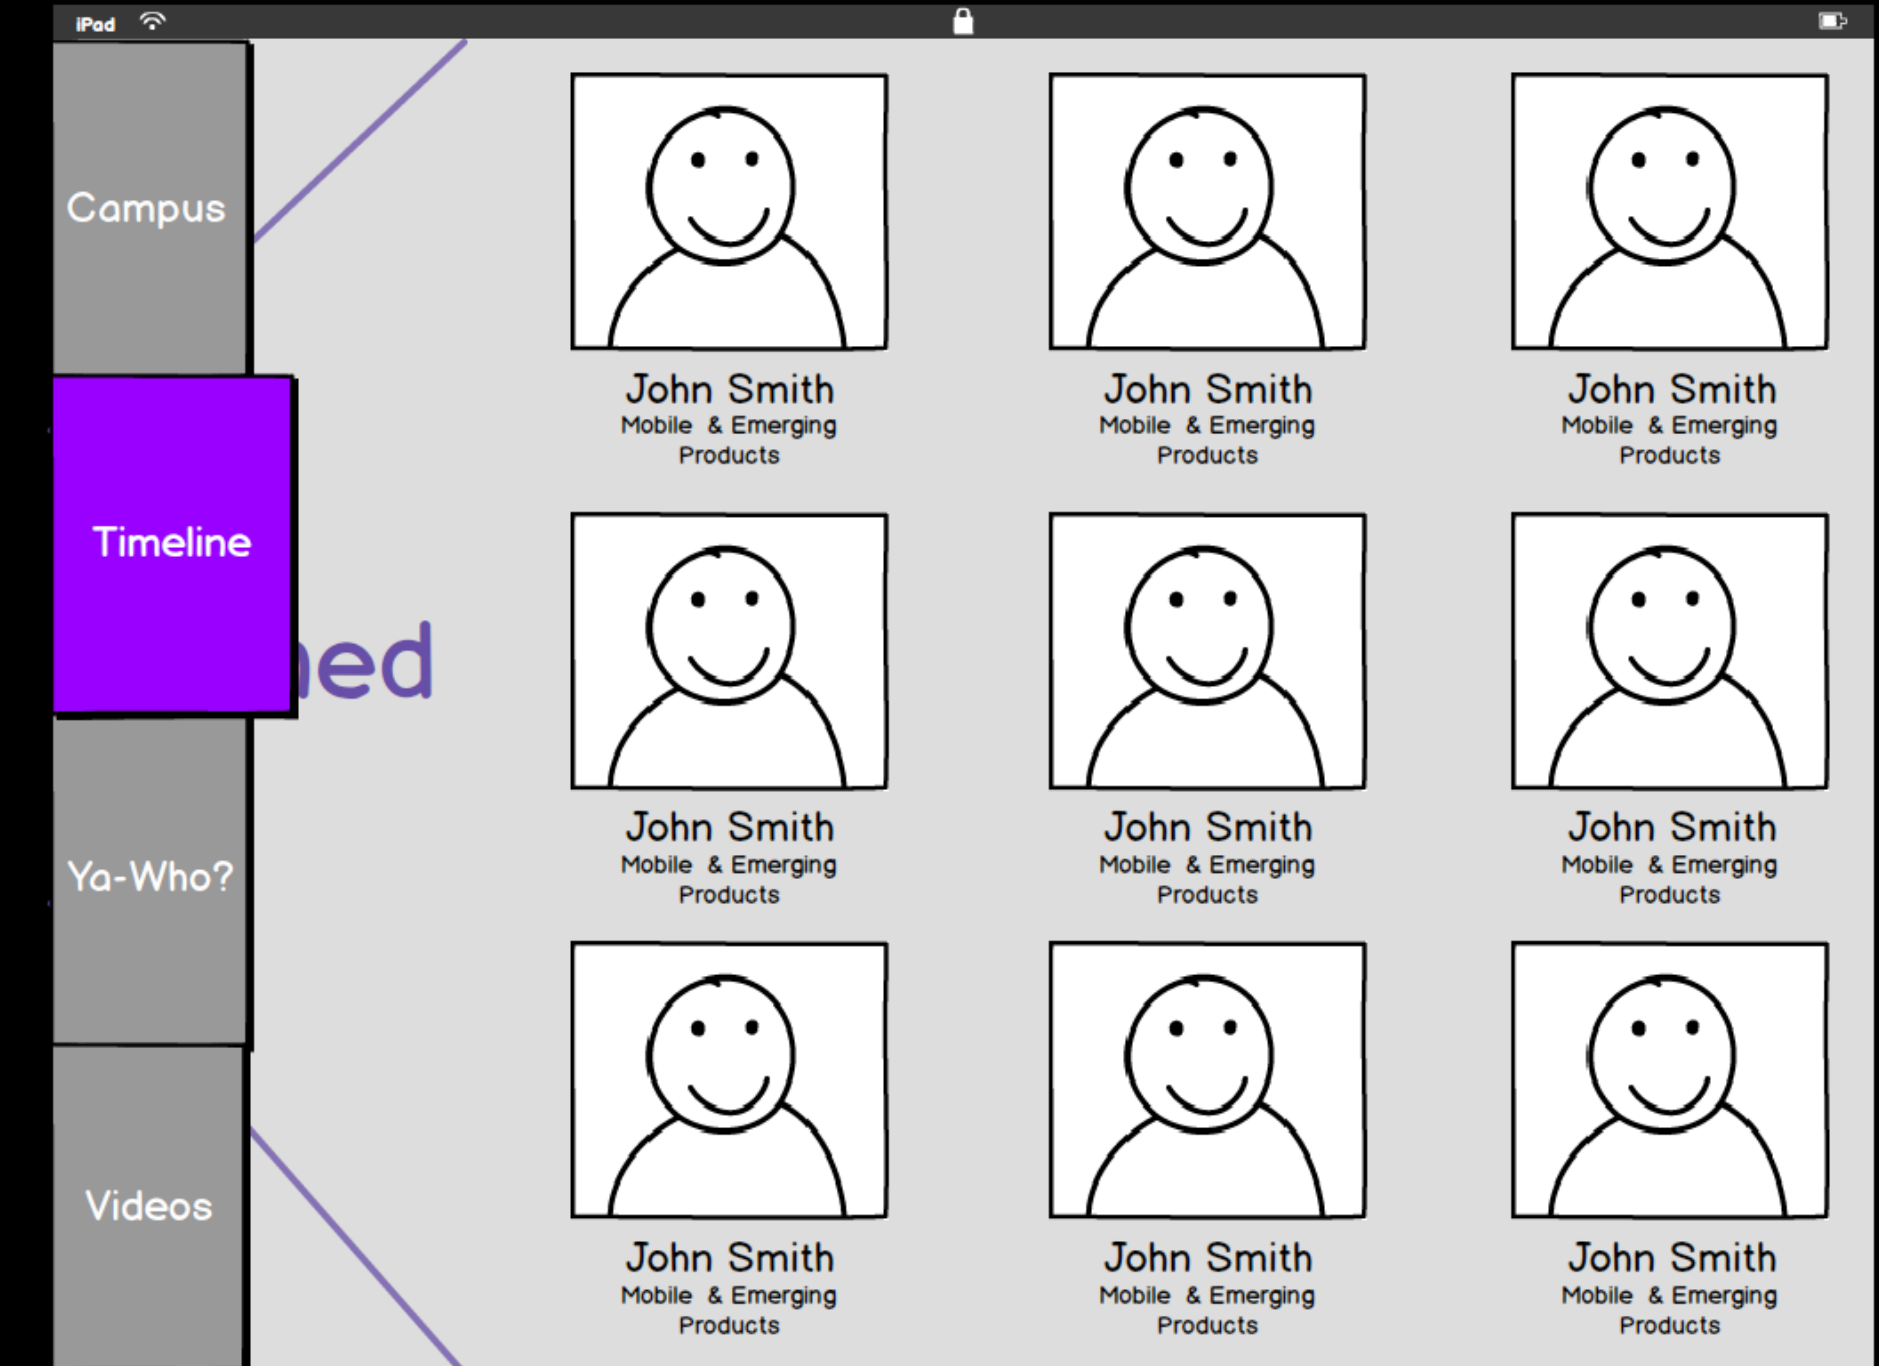 iPad
Campus
Timeline
Ya-Who?
Videos
John Smith
Mobile & Emerging
Products
John Smith
Mobile & Emerging
Products
John Smith
Mobile & Emerging
Products
John Smith
Mobile & Emerging
Products
John Smith
Mobile & Emerging
Products
John Smith
Mobile & Emerging
Products
John Smith
Mobile & Emerging
Products
John Smith
Mobile & Emerging
Products
John Smith
Mobile & Emerging
Products